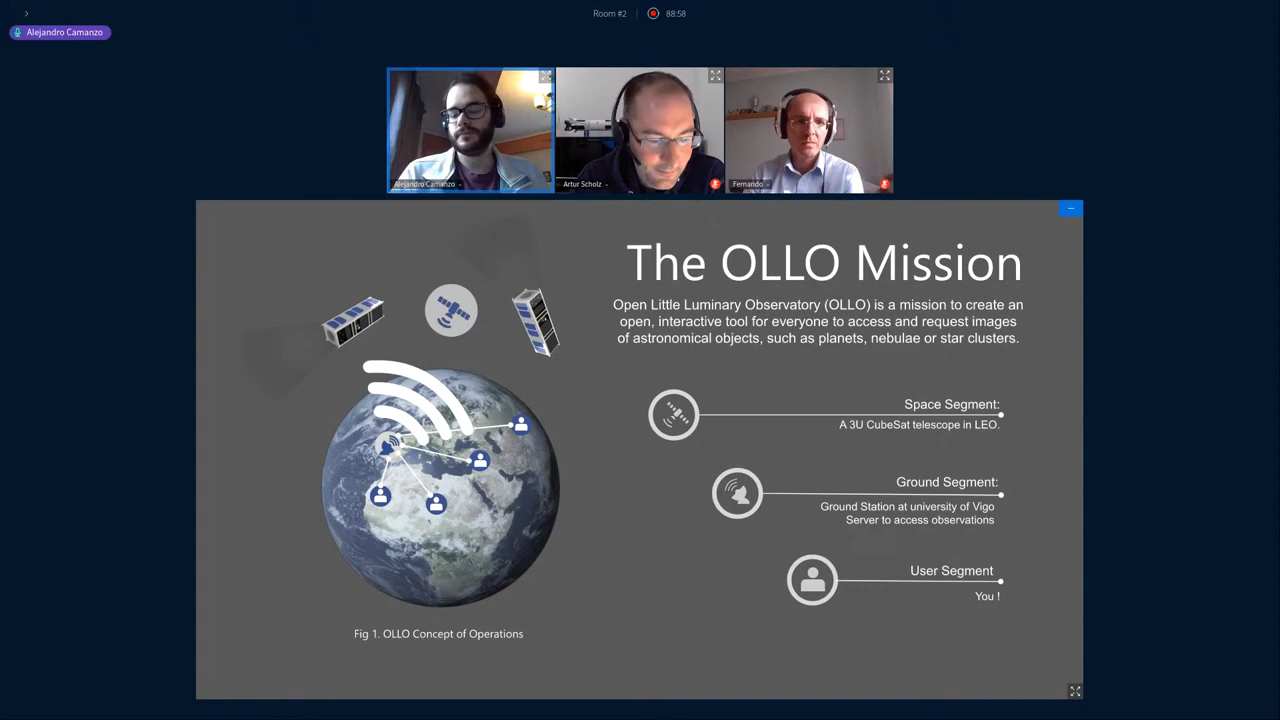 Room #2
88:58
Alejandro Camanzo
Alejandro Camanzo
Artur Scholz
Fernando
The OLLO Mission
Open Little Luminary Observatory (OLLO) is a mission to create an
open, interactive tool for everyone to access and request images
of astronomical objects, such as planets, nebulae or star clusters.
Space Segment:
A 3U CubeSat telescope in LEO.
Ground Segment:
Ground Station at university of Vigo
Server to access observations
User Segment
You !
Fig 1. OLLO Concept of Operations